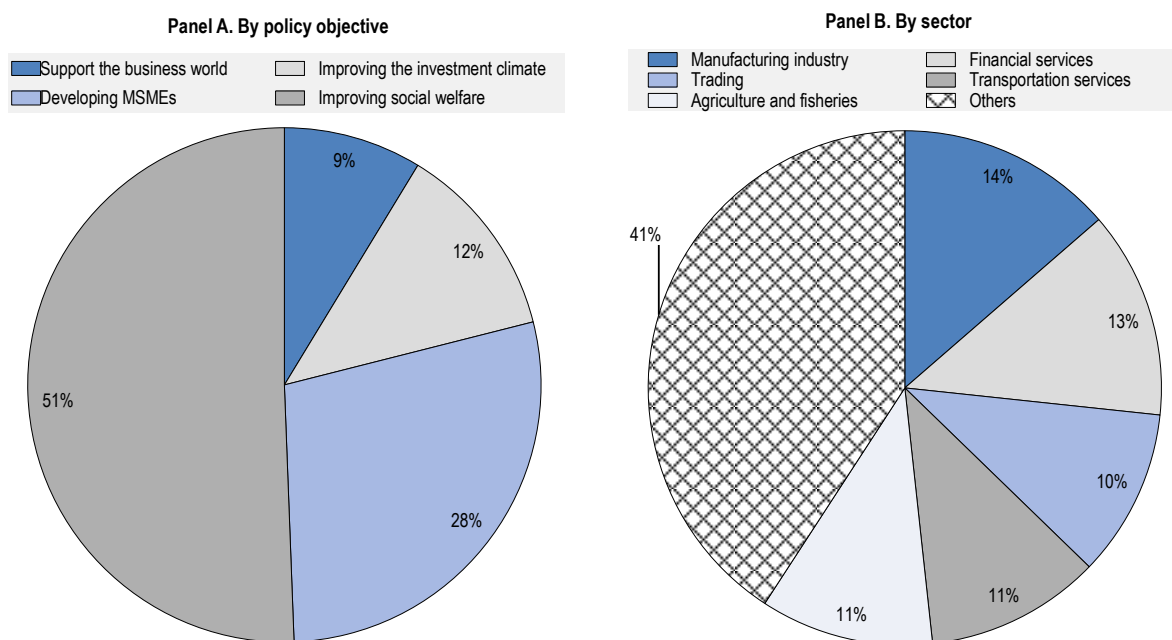 Panel A. By policy objective
Support the business world
Improving the investment climate
Developing MSMEs
Improving social welfare
9%
12%
51%
28%
Panel B. By sector
Manufacturing industry
Financial services
Trading
Transportation services
Agriculture and fisheries
Others
14%
41%
13%
10%
11%
11%